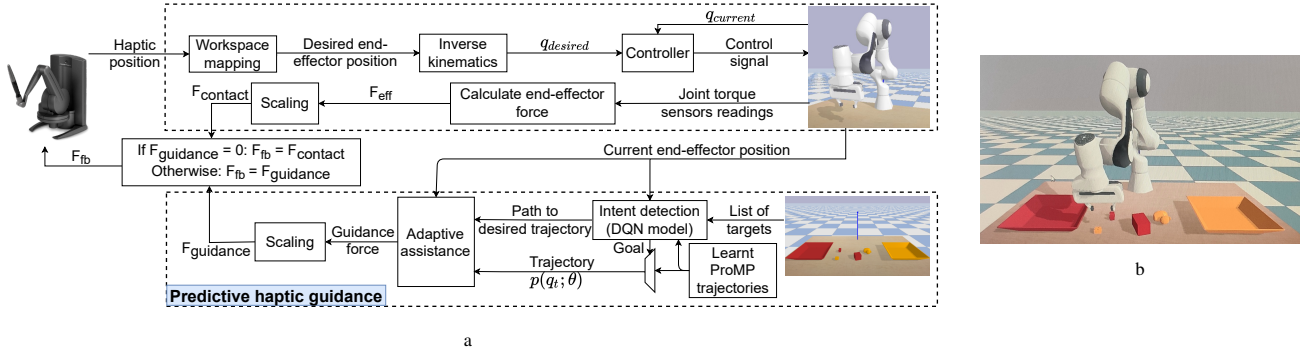 Haptic
position
Workspace
mapping
Desired end-
effector position
Inverse
kinematics
q_desired
Controller
q_current
Control
signal
F_contact
Scaling
F_eff
Calculate end-effector
force
Joint torque
sensors readings
F_fb
If F_guidance = 0: F_fb = F_contact
Otherwise: F_fb = F_guidance
Current end-effector position
F_guidance
Scaling
Guidance
force
Adaptive
assistance
Path to
desired trajectory
Intent detection
(DQN model)
List of
targets
Goal
Trajectory
p(q_t; θ)
Learnt
ProMP
trajectories
Predictive haptic guidance
a
b